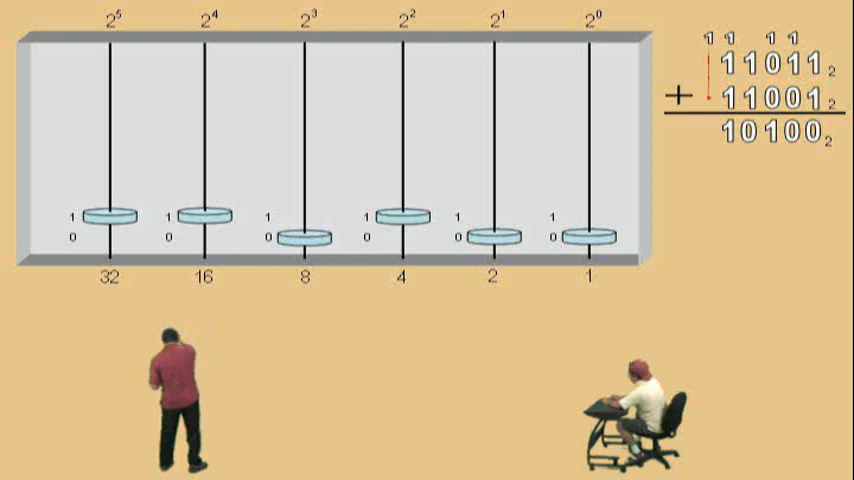 2⁵ 2⁴ 2³ 2² 2¹ 2⁰
1 1 1 1 1 1
0 0 0 0 0 0
32 16 8 4 2 1
1 1 1 1
11011₂
+ 11001₂
10100₂